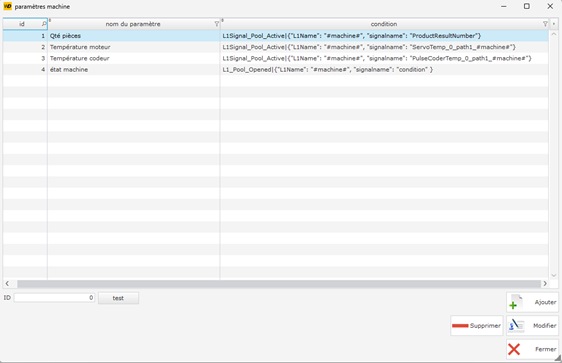 WD paramètres machine
id nom du paramètre condition
1 Qté pièces L1Signal_Pool_Active|{"L1Name": "#machine#", "signalname": "ProductResultNumber"}
2 Température moteur L1Signal_Pool_Active|{"L1Name": "#machine#", "signalname": "ServoTemp_0_path1_#machine#"}
3 Température codeur L1Signal_Pool_Active|{"L1Name": "#machine#", "signalname": "PulseCoderTemp_0_path1_#machine#"}
4 état machine L1_Pool_Opened|{"L1Name": "#machine#", "signalname": "condition" }
ID 0 test
Ajouter
Supprimer Modifier
Fermer